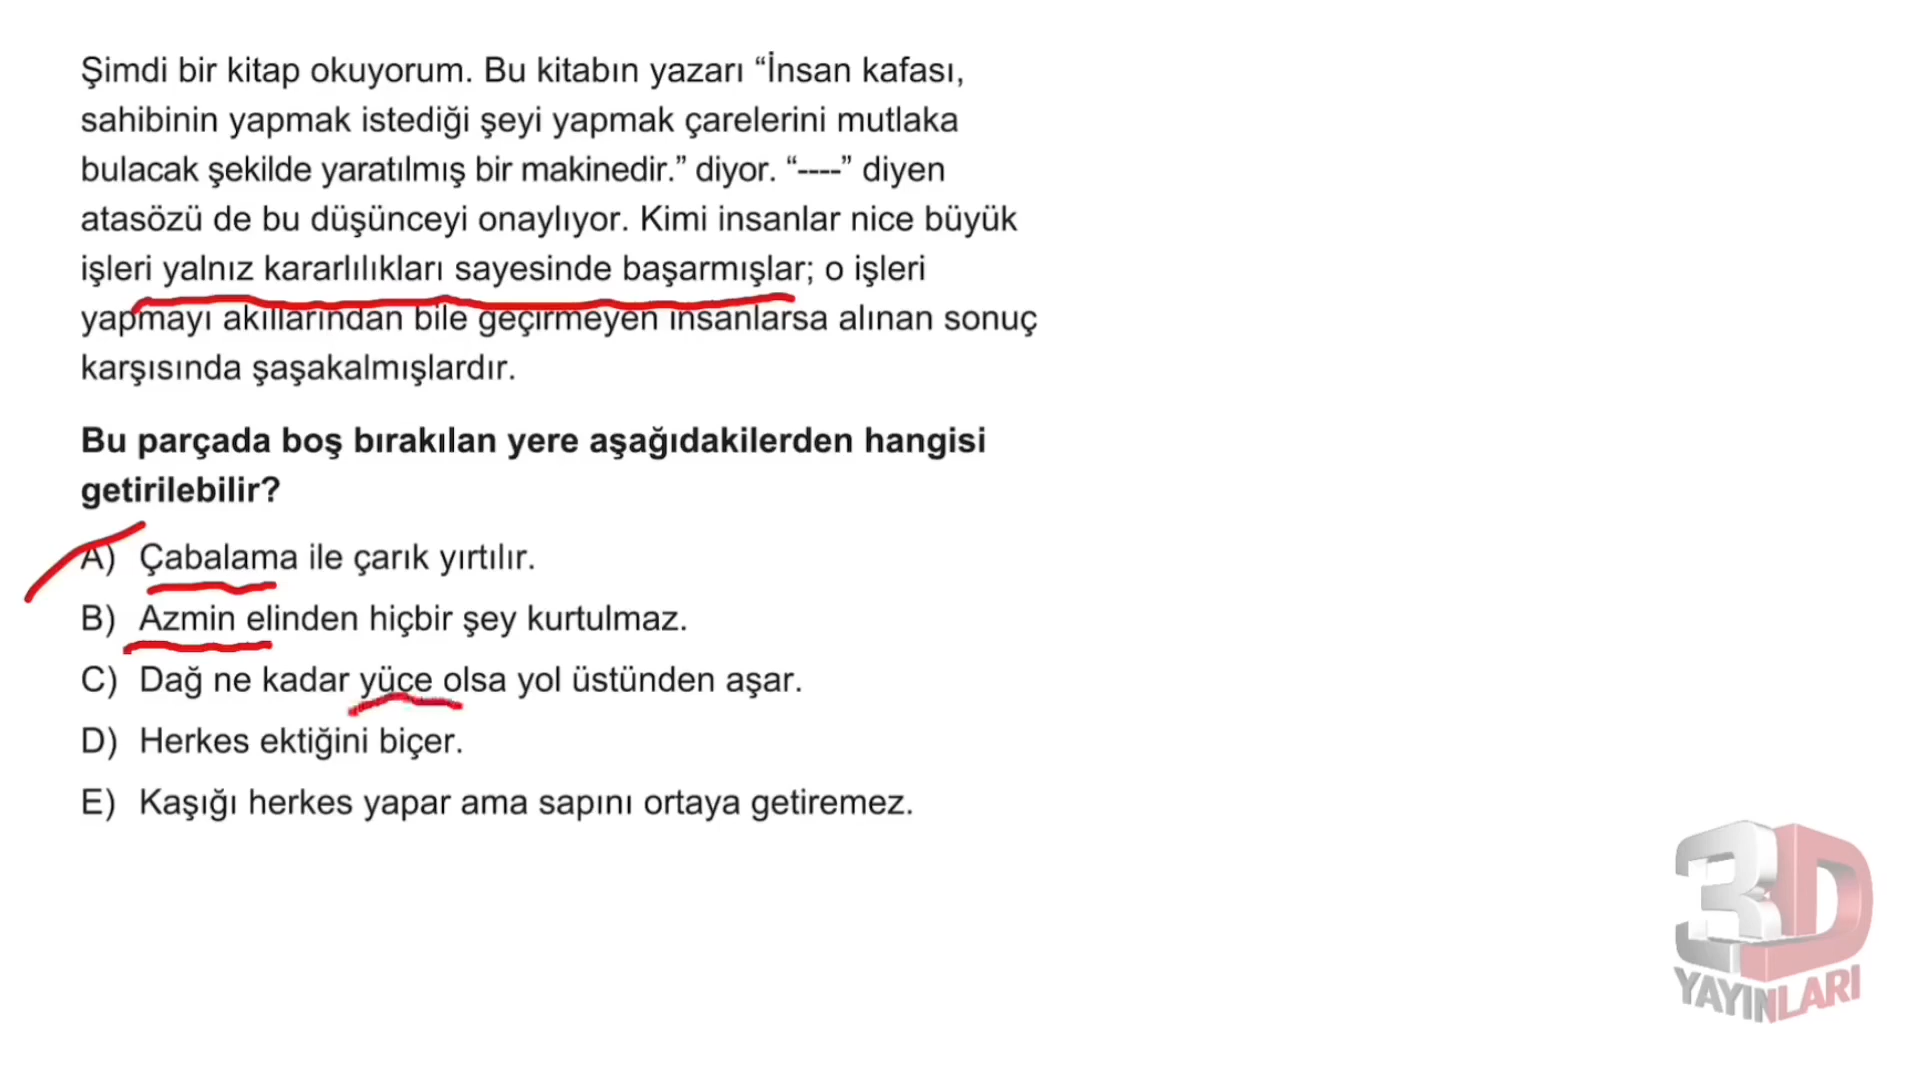 Şimdi bir kitap okuyorum. Bu kitabın yazarı “İnsan kafası,
sahibinin yapmak istediği şeyi yapmak çarelerini mutlaka
bulacak şekilde yaratılmış bir makinedir.” diyor. “----” diyen
atasözü de bu düşünceyi onaylıyor. Kimi insanlar nice büyük
işleri yalnız kararlılıkları sayesinde başarmışlar; o işleri
yapmayı akıllarından bile geçirmeyen insanlarsa alınan sonuç
karşısında şaşakalmışlardır.
Bu parçada boş bırakılan yere aşağıdakilerden hangisi
getirilebilir?
A) Çabalama ile çarık yırtılır.
B) Azmin elinden hiçbir şey kurtulmaz.
C) Dağ ne kadar yüce olsa yol üstünden aşar.
D) Herkes ektiğini biçer.
E) Kaşığı herkes yapar ama sapını ortaya getiremez.
3D
YAYINLARI